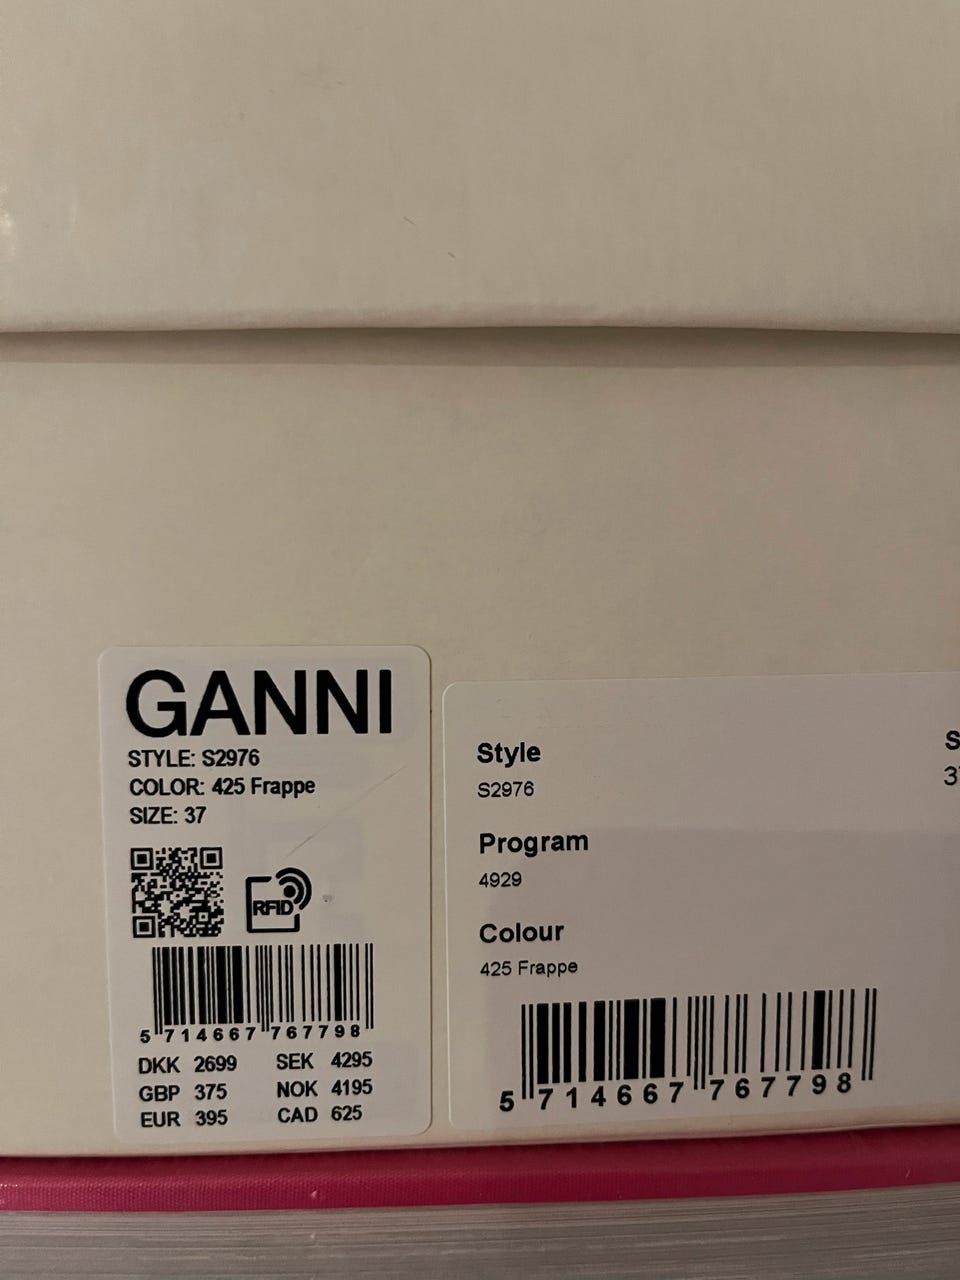 GANNI
STYLE: S2976
COLOR: 425 Frappe
SIZE: 37
RFID
5 714667 767798
DKK 2699 SEK 4295
GBP 375 NOK 4195
EUR 395 CAD 625
Style
S2976
Program
4929
Colour
425 Frappe
5 714667 767798
S
37